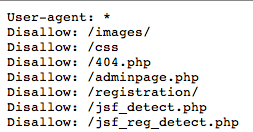 User-agent: *
Disallow: /images/
Disallow: /css
Disallow: /404.php
Disallow: /adminpage.php
Disallow: /registration/
Disallow: /jsf_detect.php
Disallow: /jsf_reg_detect.php